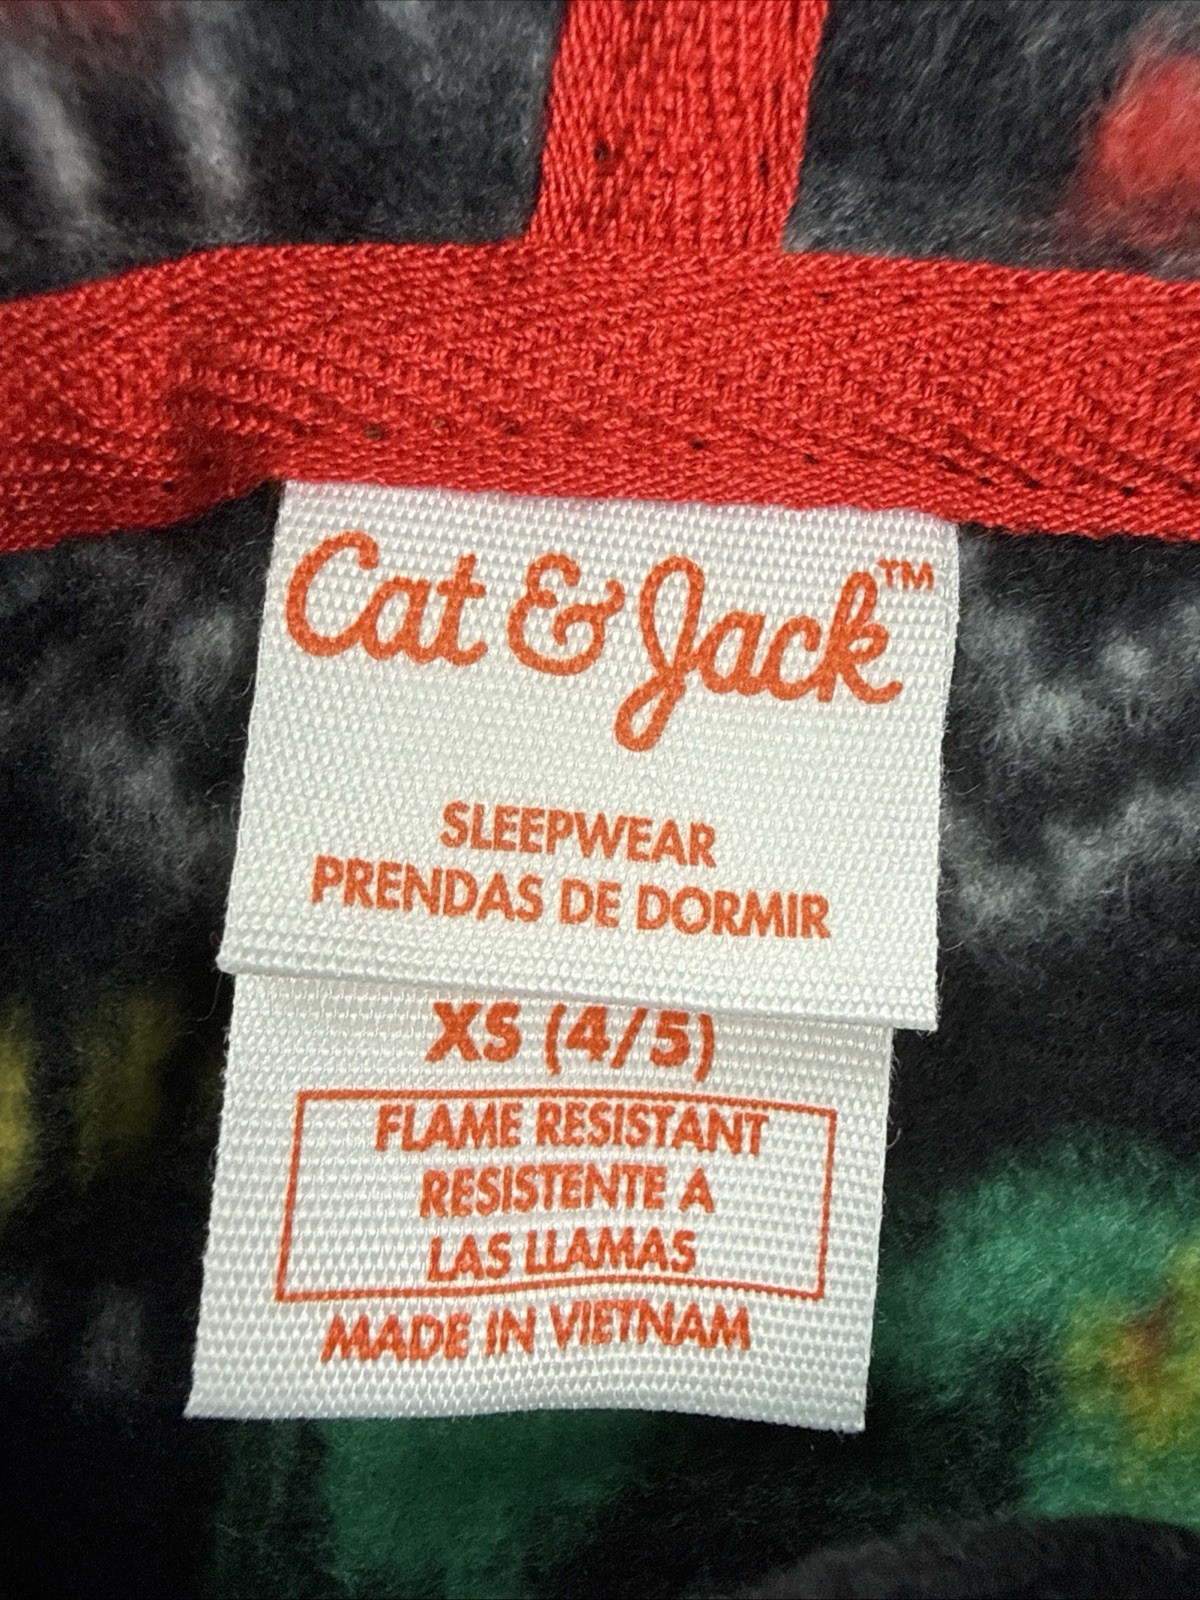 Cat & Jack™
SLEEPWEAR
PRENDAS DE DORMIR
XS (4/5)
FLAME RESISTANT
RESISTENTE A
LAS LLAMAS
MADE IN VIETNAM